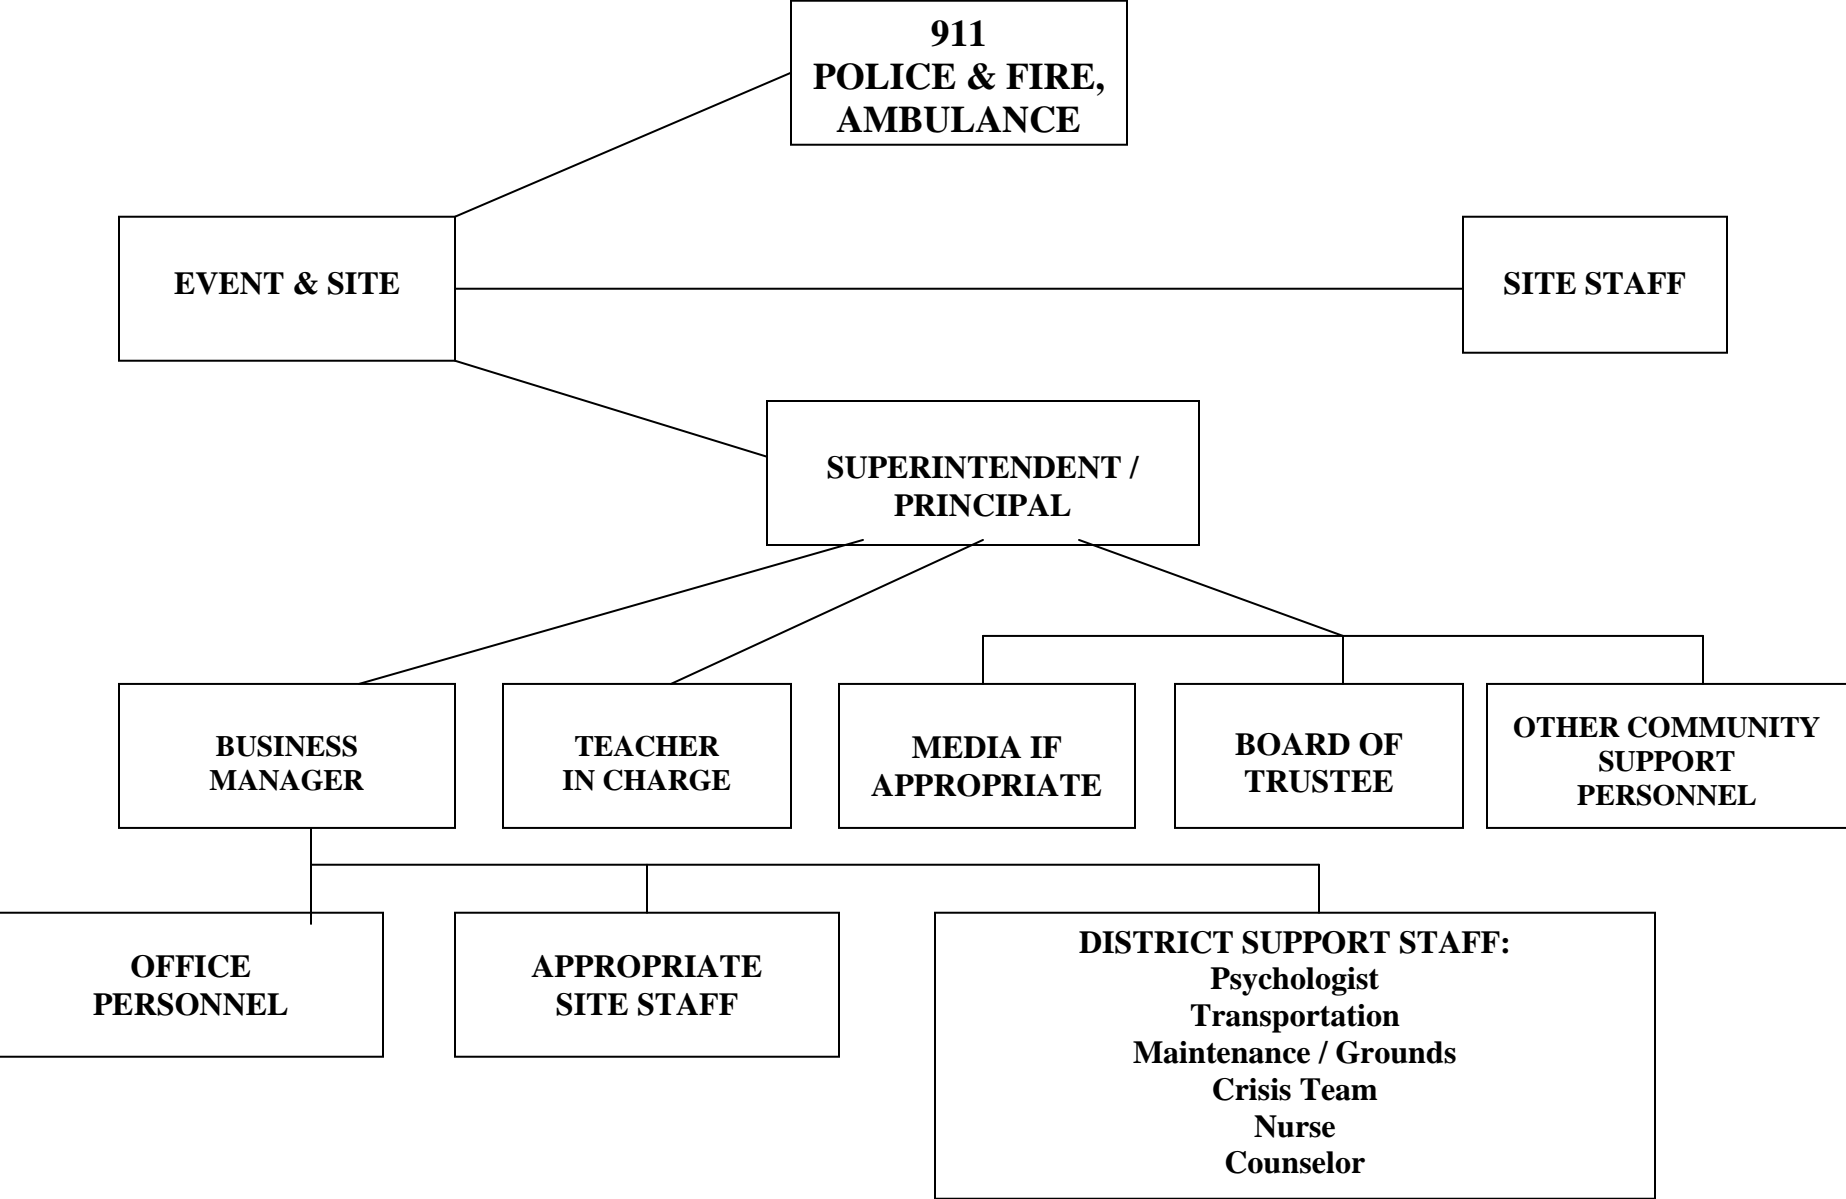 911
POLICE & FIRE,
AMBULANCE
EVENT & SITE
SITE STAFF
SUPERINTENDENT /
PRINCIPAL
BUSINESS
MANAGER
TEACHER
IN CHARGE
MEDIA IF
APPROPRIATE
BOARD OF
TRUSTEE
OTHER COMMUNITY
SUPPORT
PERSONNEL
OFFICE
PERSONNEL
APPROPRIATE
SITE STAFF
DISTRICT SUPPORT STAFF:
Psychologist
Transportation
Maintenance / Grounds
Crisis Team
Nurse
Counselor